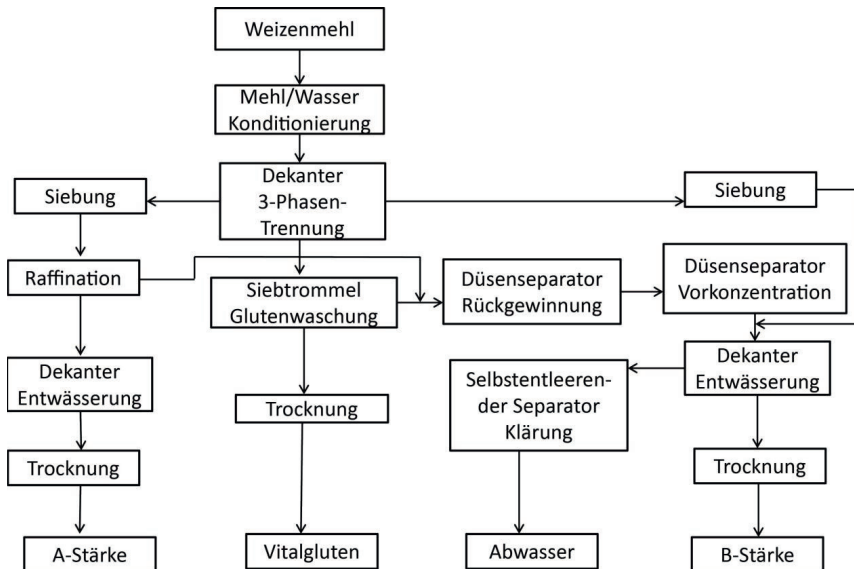 Weizenmehl
Mehl/Wasser
Konditionierung
Dekanter
3-Phasen-
Trennung
Siebung
Siebung
Raffination
Siebtrommel
Glutenwaschung
Düsenseparator
Rückgewinnung
Düsenseparator
Vorkonzentration
Dekanter
Entwässerung
Selbstentleeren-
der Separator
Klärung
Dekanter
Entwässerung
Trocknung
Trocknung
Trocknung
A-Stärke
Vitalgluten
Abwasser
B-Stärke